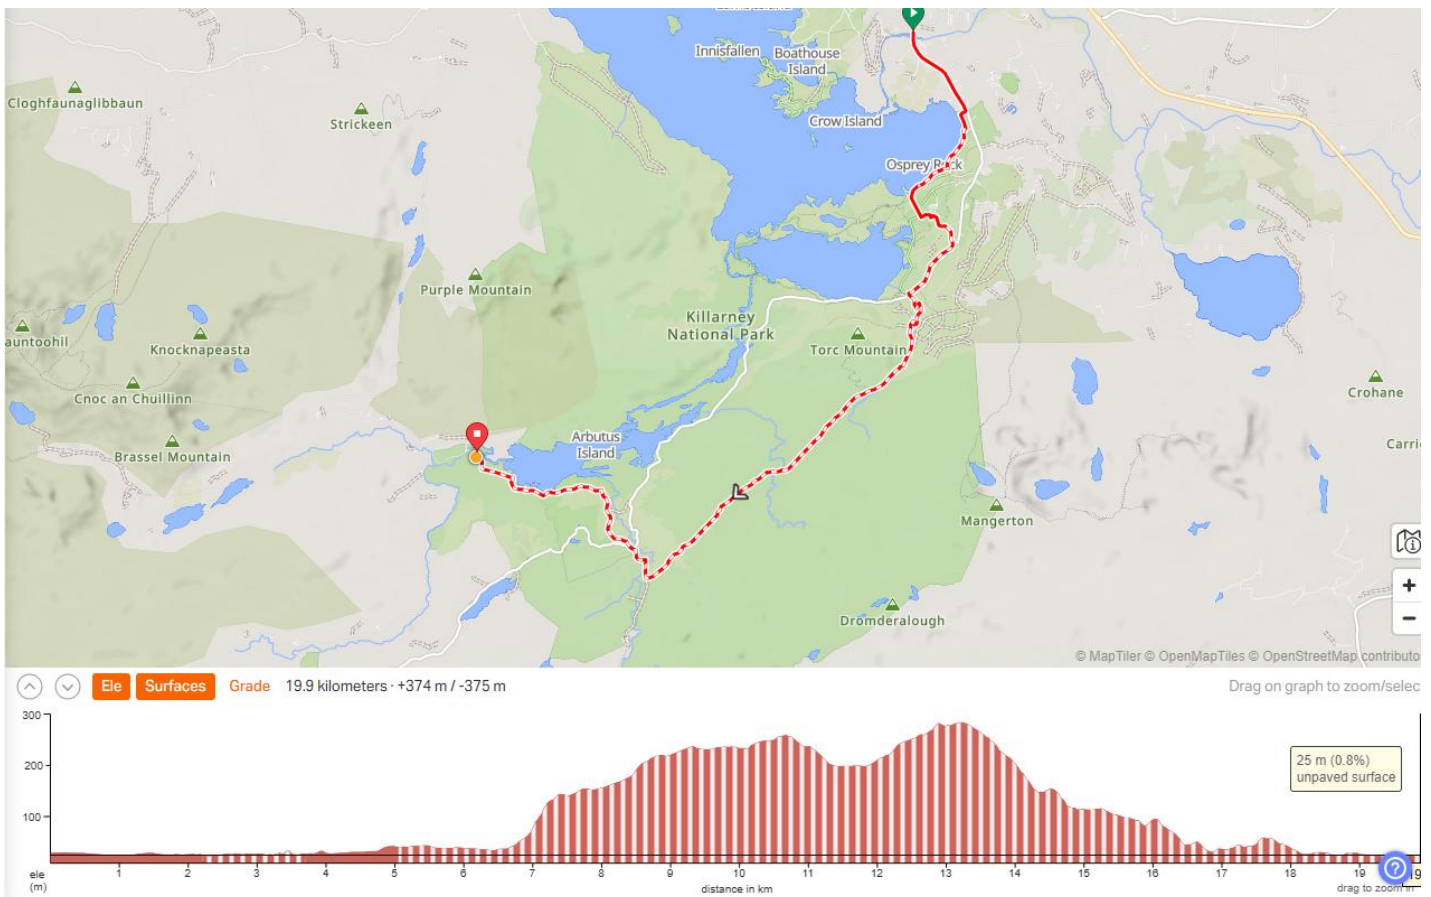 Innisfallen
Boathouse
Island
Cloghfaunaglibbaun
Strickeen
Crow Island
Osprey R ck
Purple Mountain
Killarney
National Park
auntoohil
Knocknapeasta
Torc Mountain
Cnoc an Chuillinn
Crohane
Arbutus
Island
Brassel Mountain
Carri
Mangerton
+
−
Dromderalough
© MapTiler © OpenMapTiles © OpenStreetMap contributo
Ele
Surfaces
Grade
19.9 kilometers · +374 m / -375 m
Drag on graph to zoom/selec
300
200
100
25 m (0.8%)
unpaved surface
1 2 3 4 5 6 7 8 9 10 11 12 13 14 15 16 17 18 19
?
19
ele
(m)
distance in km
drag to zoom in